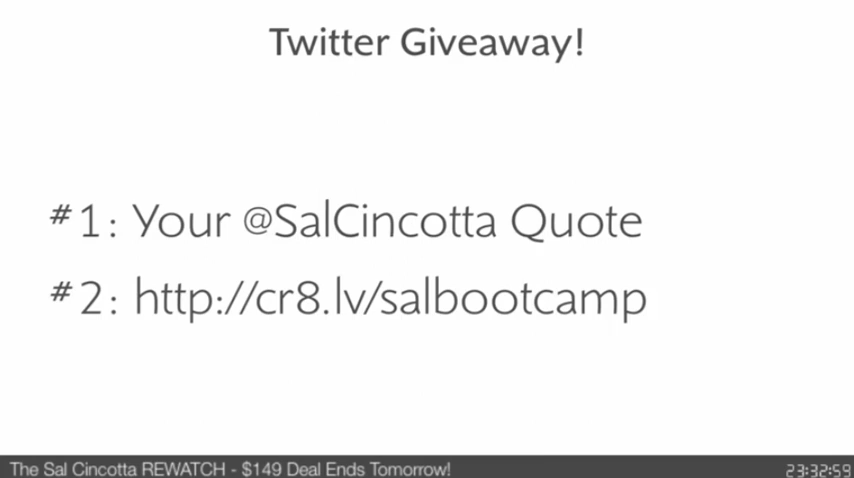 Twitter Giveaway!
#1: Your @SalCincotta Quote
#2: http://cr8.lv/salbootcamp
The Sal Cincotta REWATCH - $149 Deal Ends Tomorrow! 23:32:59